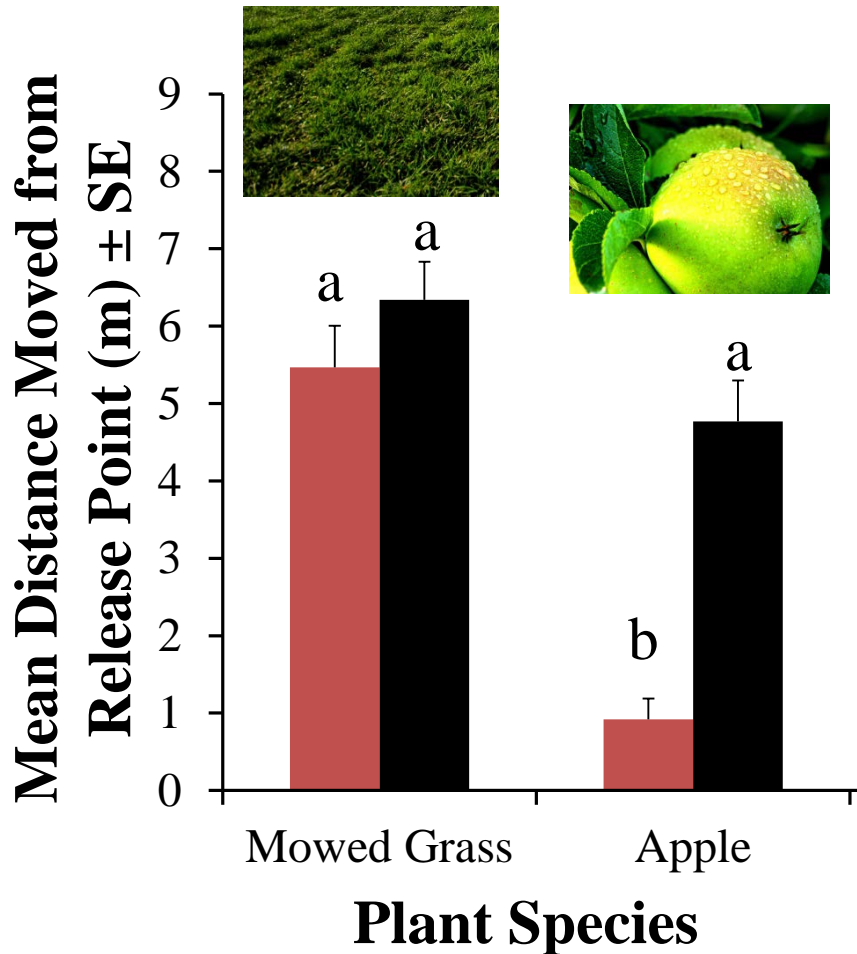 Mean Distance Moved from
Release Point (m) ± SE
9
8
7
6
5
4
3
2
1
0
a
a
b
a
Mowed Grass
Apple
Plant Species